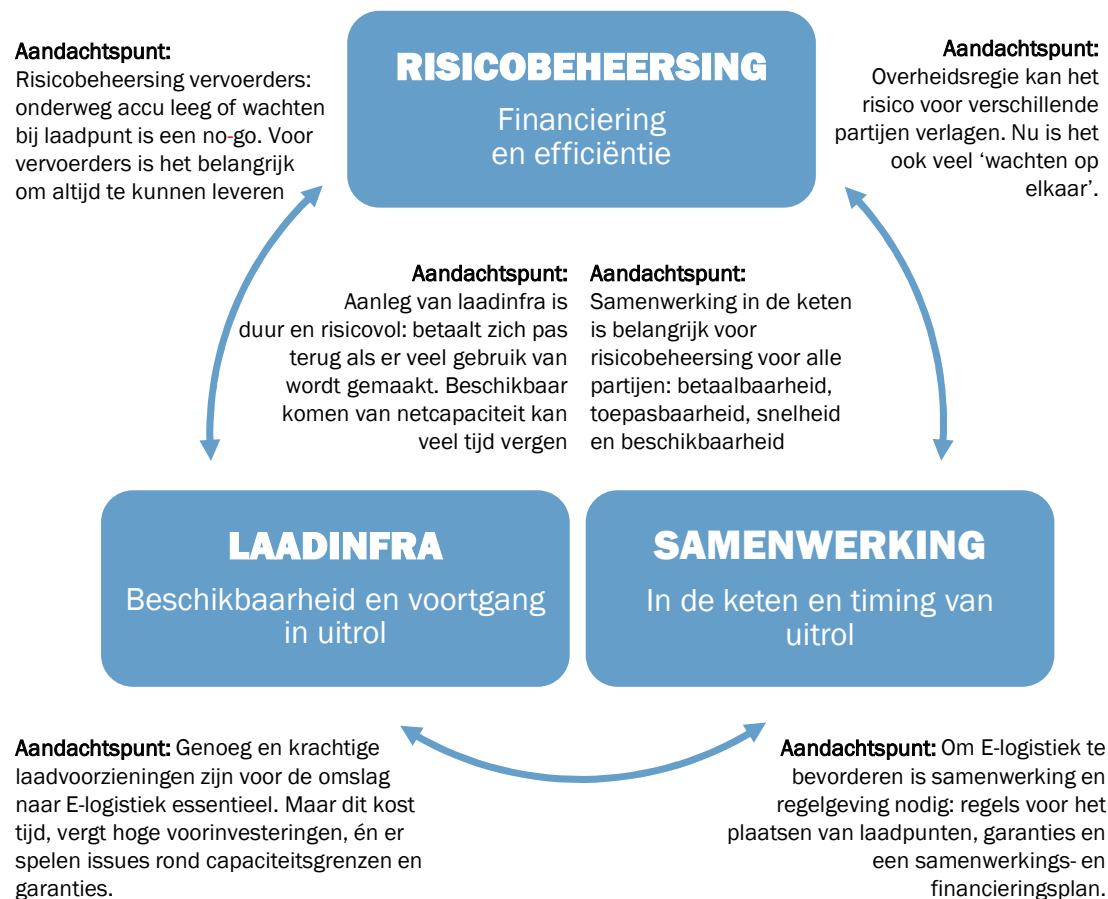 Aandachtspunt:
Risicobeheersing vervoerders:
onderweg accu leeg of wachten
bij laadpunt is een no-go. Voor
vervoerders is het belangrijk
om altijd te kunnen leveren
RISICOBEHEERSING
Financiering
en efficiëntie
Aandachtspunt:
Overheidsregie kan het
risico voor verschillende
partijen verlagen. Nu is het
ook veel ‘wachten op
elkaar’.
Aandachtspunt:
Aanleg van laadinfra is
duur en risicovol: betaalt zich pas
terug als er veel gebruik van
wordt gemaakt. Beschikbaar
komen van netcapaciteit kan
veel tijd vergen
Aandachtspunt:
Samenwerking in de keten
is belangrijk voor
risicobeheersing voor alle
partijen: betaalbaarheid,
toepasbaarheid, snelheid
en beschikbaarheid
LAADINFRA
Beschikbaarheid en voortgang
in uitrol
SAMENWERKING
In de keten en timing van
uitrol
Aandachtspunt: Genoeg en krachtige
laadvoorzieningen zijn voor de omslag
naar E-logistiek essentieel. Maar dit kost
tijd, vergt hoge voorinvesteringen, én er
spelen issues rond capaciteitsgrenzen en
garanties.
Aandachtspunt: Om E-logistiek te
bevorderen is samenwerking en
regelgeving nodig: regels voor het
plaatsen van laadpunten, garanties en
een samenwerkings- en
financieringsplan.